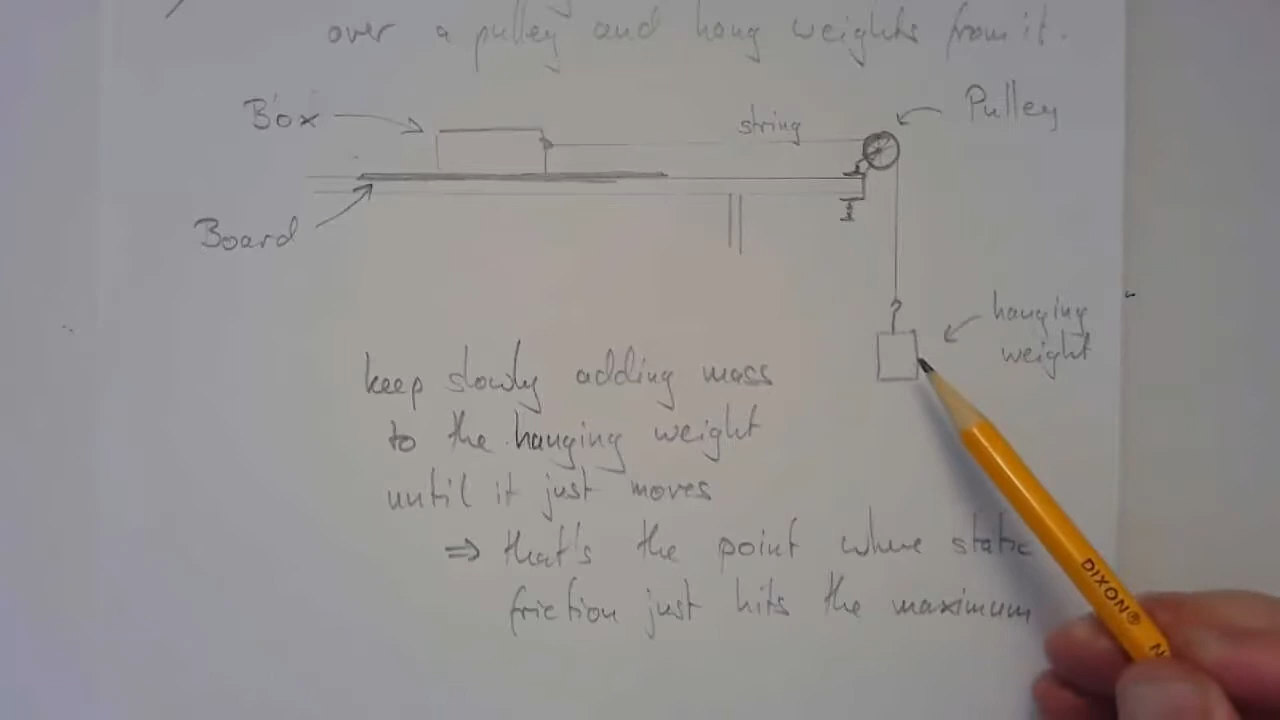 over a pulley and hang weights from it.
Box
string
Pulley
Board
hanging
weight
keep slowly adding mass
to the hanging weight
until it just moves
⇒ that's the point where static
friction just hits the maximum
DIXON®